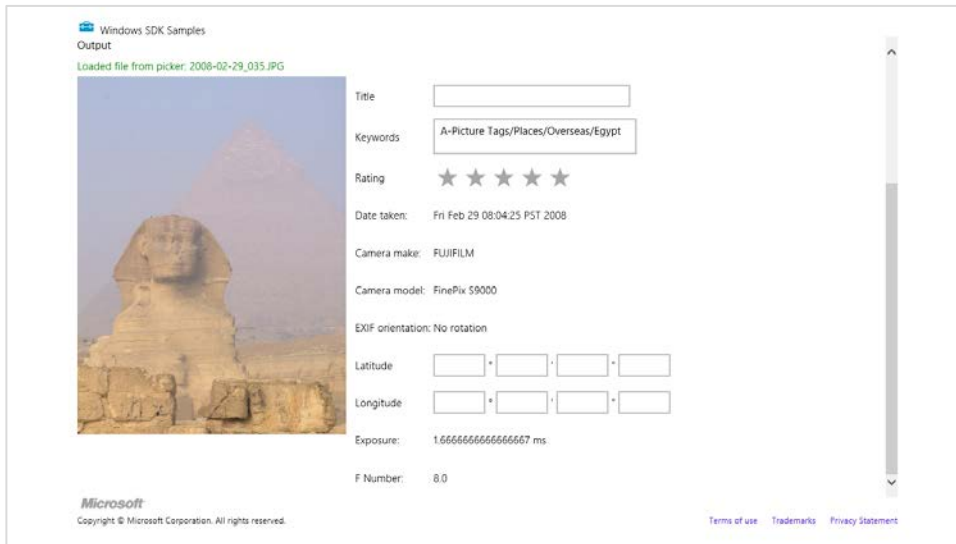 Windows SDK Samples
Output
Loaded file from picker: 2008-02-29_035.JPG
Title
Keywords A-Picture Tags/Places/Overseas/Egypt
Rating
Date taken: Fri Feb 29 08:04:25 PST 2008
Camera make: FUJIFILM
Camera model: FinePix S9000
EXIF orientation: No rotation
Latitude ° ' "
Longitude ° ' "
Exposure: 1.6666666666666667 ms
F Number: 8.0
Microsoft
Copyright © Microsoft Corporation. All rights reserved.
Terms of use Trademarks Privacy Statement